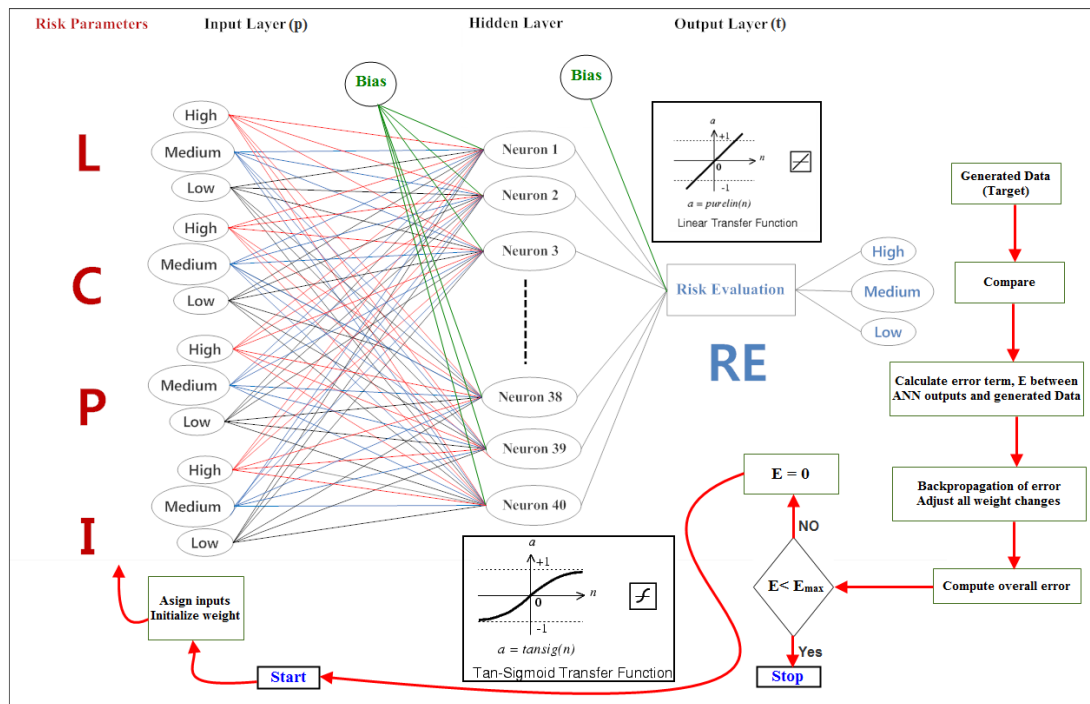 Risk Parameters
Input Layer (p)
Hidden Layer
Output Layer (t)
Bias
Bias
L
High
Medium
Low
C
High
Medium
Low
P
High
Medium
Low
I
High
Medium
Low
Neuron 1
Neuron 2
Neuron 3
Neuron 38
Neuron 39
Neuron 40
a
+1
0
n
-1
a = purelin(n)
Linear Transfer Function
Risk Evaluation
RE
High
Medium
Low
Generated Data
(Target)
Compare
Calculate error term, E between
ANN outputs and generated Data
Backpropagation of error
Adjust all weight changes
Compute overall error
E< Emax
NO
E = 0
Yes
Stop
a
+1
0
n
-1
a = tansig(n)
Tan-Sigmoid Transfer Function
Asign inputs
Initialize weight
Start